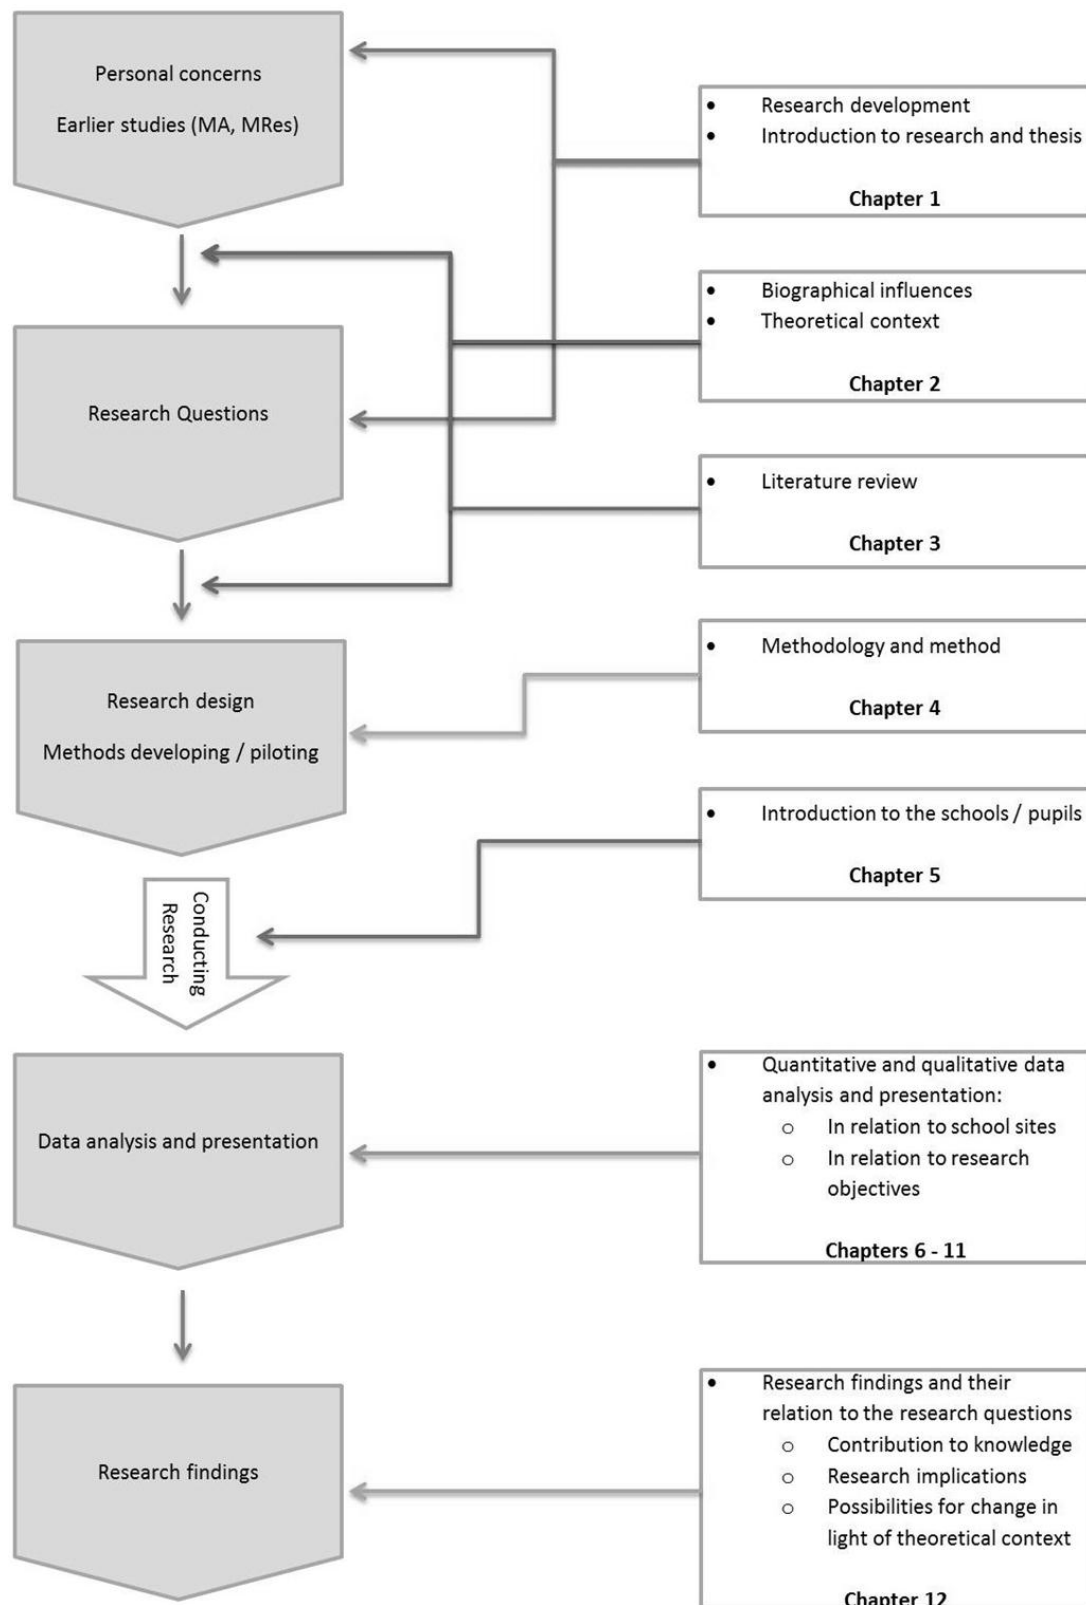 Personal concerns
Earlier studies (MA, MRes)
• Research development
• Introduction to research and thesis
Chapter 1
• Biographical influences
• Theoretical context
Chapter 2
Research Questions
• Literature review
Chapter 3
Research design
Methods developing / piloting
• Methodology and method
Chapter 4
• Introduction to the schools / pupils
Chapter 5
Conducting
Research
Data analysis and presentation
• Quantitative and qualitative data
analysis and presentation:
o In relation to school sites
o In relation to research
objectives
Chapters 6 - 11
Research findings
• Research findings and their
relation to the research questions
o Contribution to knowledge
o Research implications
o Possibilities for change in
light of theoretical context
Chapter 12